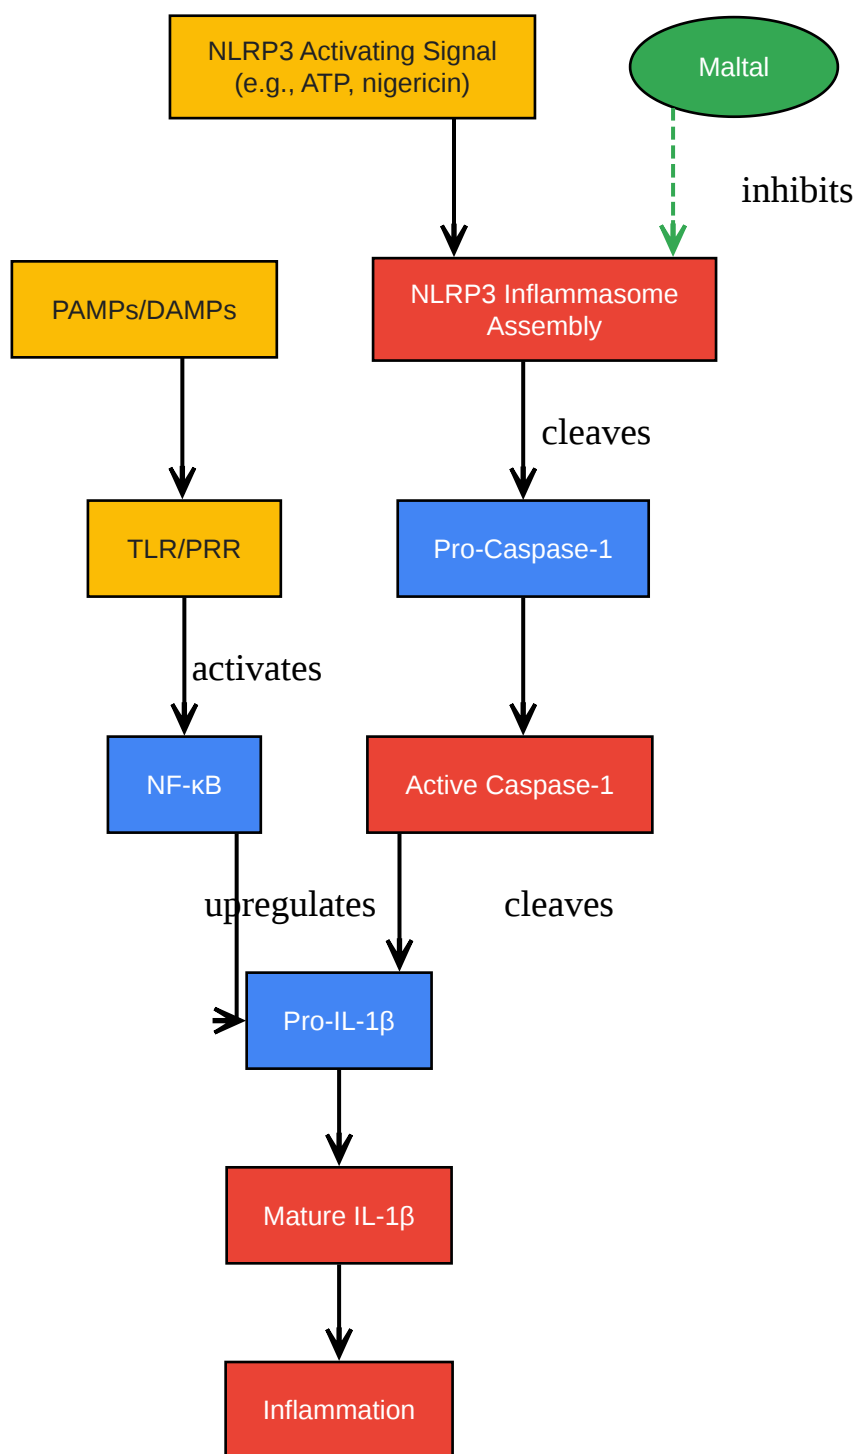 NLRP3 Activating Signal
(e.g., ATP, nigericin)
Maltal
inhibits
PAMPs/DAMPs
NLRP3 Inflammasome
Assembly
cleaves
TLR/PRR
Pro-Caspase-1
activates
NF-κB
Active Caspase-1
upregulates
cleaves
Pro-IL-1β
Mature IL-1β
Inflammation